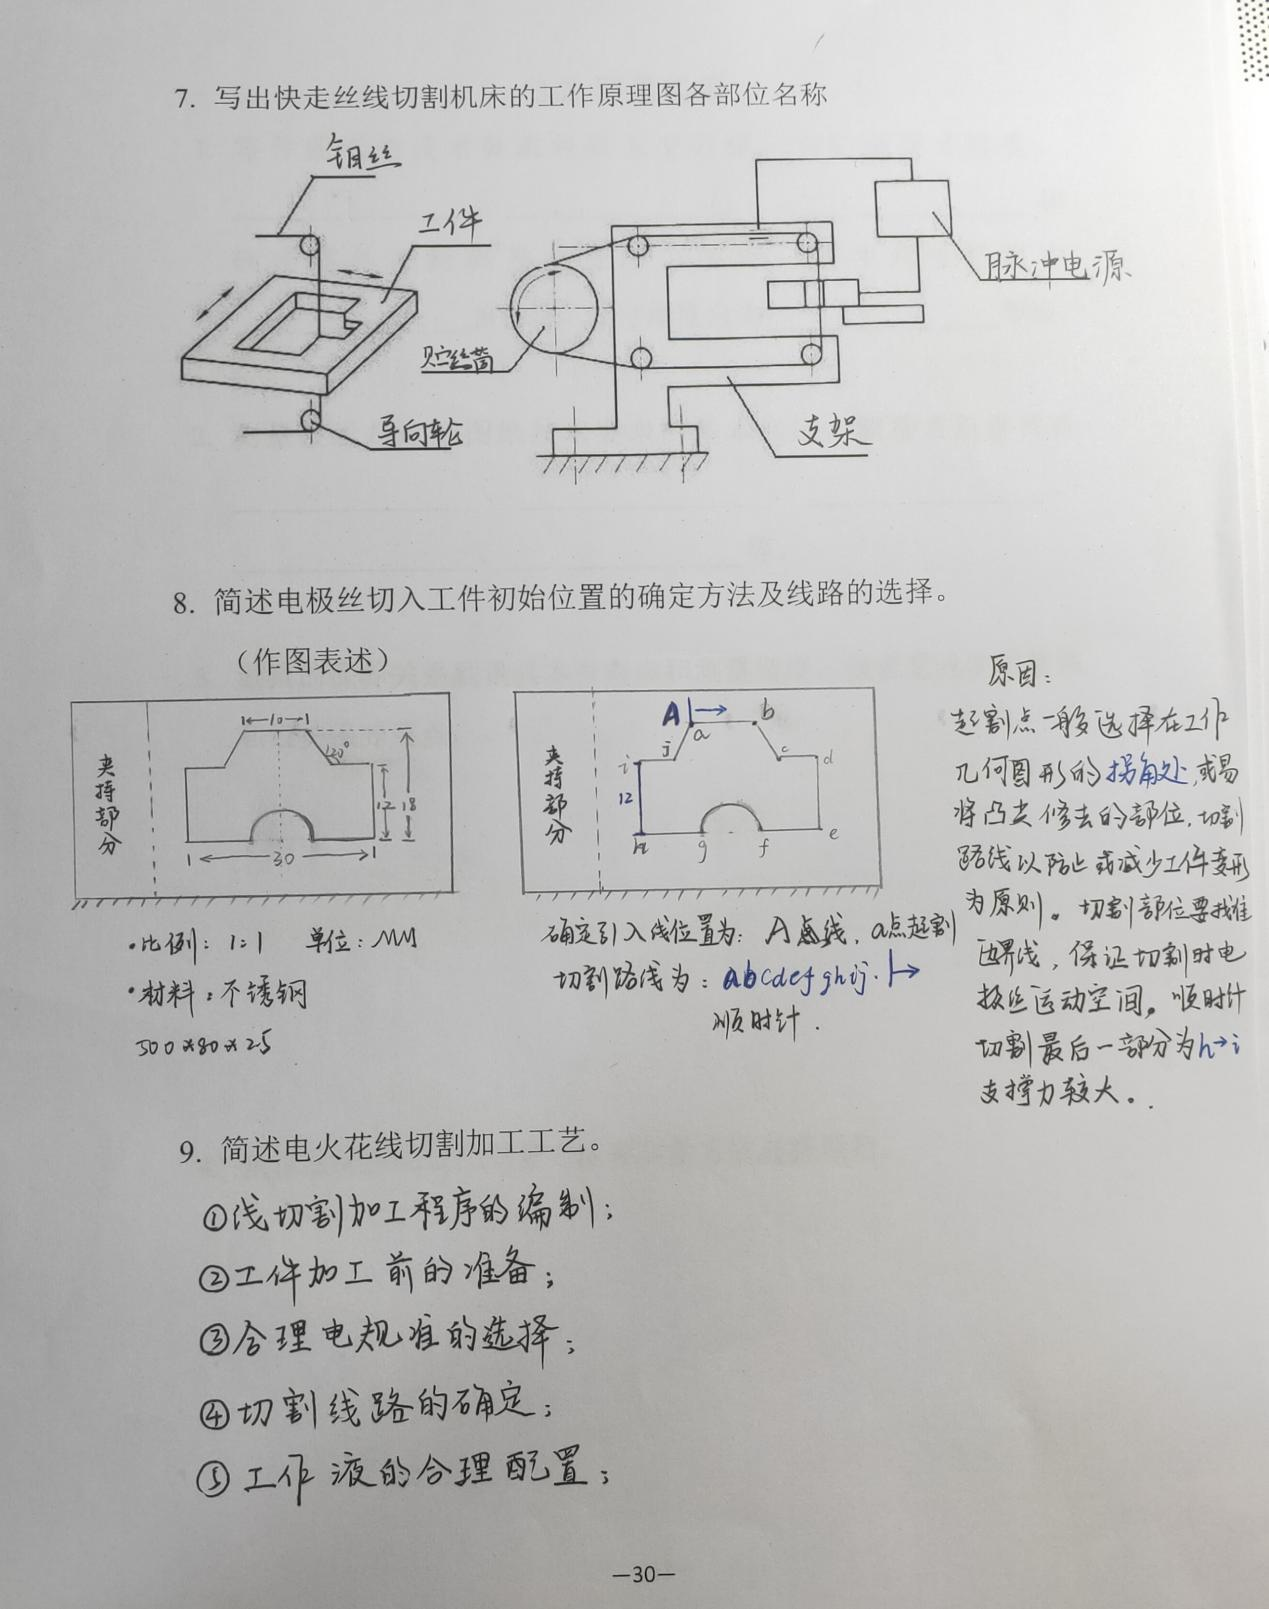 7. 写出快走丝线切割机床的工作原理图各部位名称
钼丝
工件
脉冲电源
贮丝筒
导向轮
支架
8. 简述电极丝切入工件初始位置的确定方法及线路的选择。
（作图表述）
夹持部分
10
120°
12
18
30
夹持部分
A
a
b
c
d
e
f
g
h
i
j
12
·比例：1:1 单位：MM
·材料：不锈钢
300×80×25
确定引入线位置为：A点线，a点起割
切割路线为：abcdefghij.
顺时针.
原因：
起割点一般选择在工作
几何图形的拐角处，或易
将凸尖修去的部位，切割
路线以防止或减少工件变形
为原则。切割部位要找准
边界线，保证切割时电
极丝运动空间。顺时针
切割最后一部分为h→i
支撑力较大。
9. 简述电火花线切割加工工艺。
①线切割加工程序的编制；
②工件加工前的准备；
③合理电规准的选择；
④切割线路的确定；
⑤工作液的合理配置；
—30—